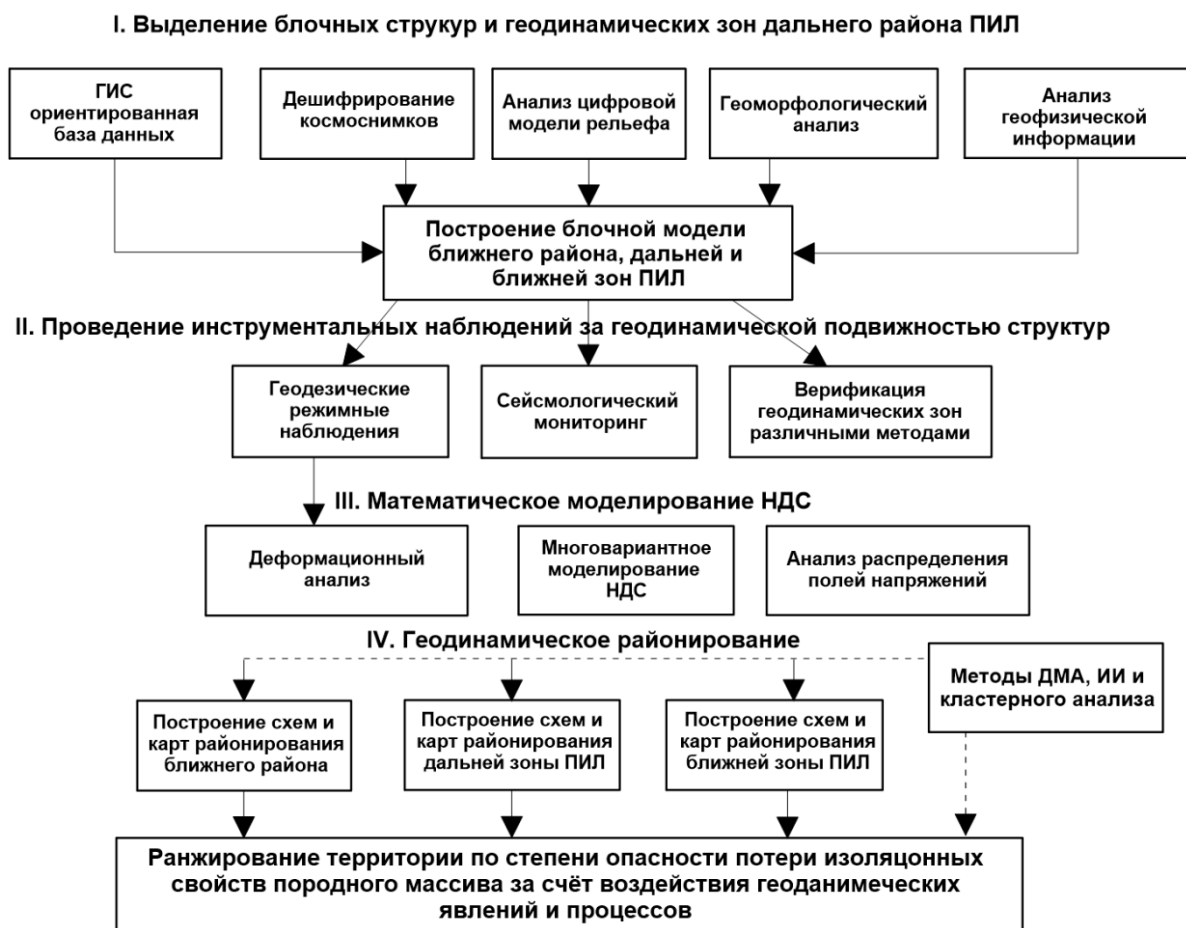 I. Выделение блочных струкур и геодинамических зон дальнего района ПИЛ
ГИС
ориентированная
база данных
Дешифрирование
космоснимков
Анализ цифровой
модели рельефа
Геоморфологический
анализ
Анализ
геофизической
информации
Построение блочной модели
ближнего района, дальней и
ближней зон ПИЛ
II. Проведение инструментальных наблюдений за геодинамической подвижностью структур
Геодезические
режимные
наблюдения
Сейсмологический
мониторинг
Верификация
геодинамических зон
различными методами
III. Математическое моделирование НДС
Деформационный
анализ
Многовариантное
моделирование
НДС
Анализ распределения
полей напряжений
IV. Геодинамическое районирование
Методы ДМА, ИИ и
кластерного анализа
Построение схем и
карт районирования
ближнего района
Построение схем и
карт районирования
дальней зоны ПИЛ
Построение схем и
карт районирования
ближней зоны ПИЛ
Ранжирование территории по степени опасности потери изоляцонных
свойств породного массива за счёт воздействия геоданимеческих
явлений и процессов